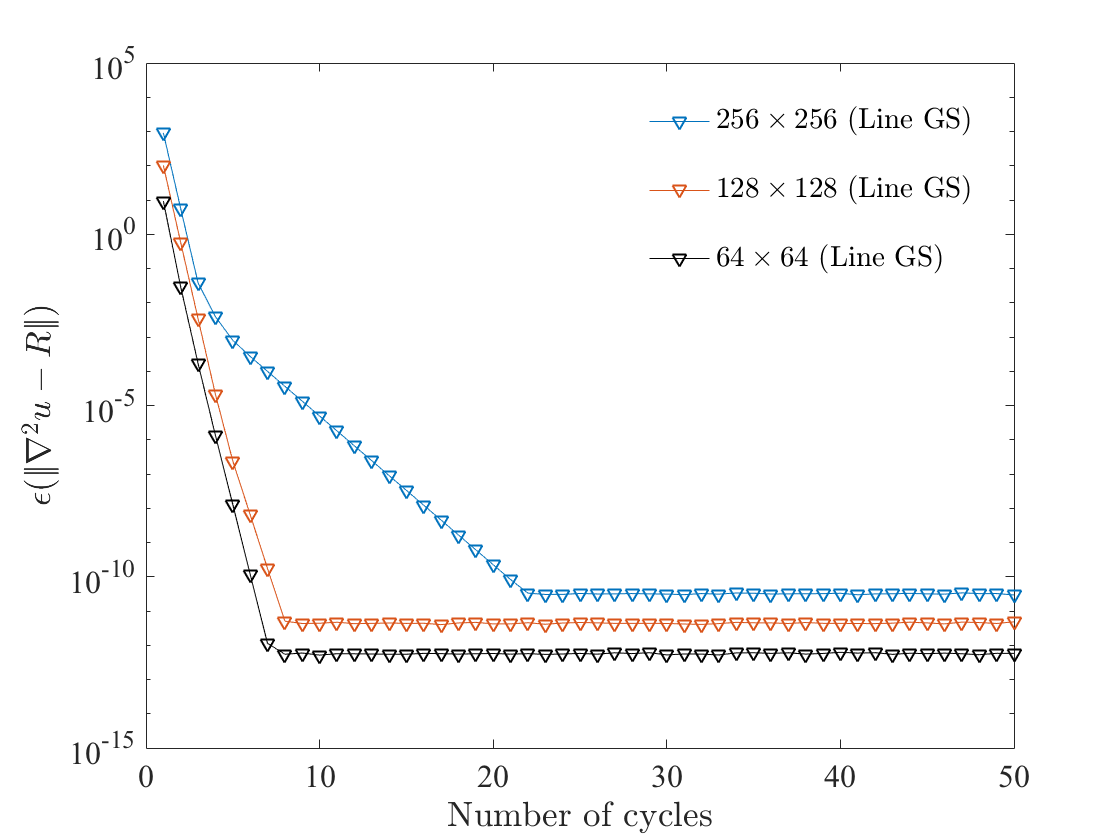 10^5
256 × 256 (Line GS)
128 × 128 (Line GS)
10^0
64 × 64 (Line GS)
ϵ(‖∇²u − R‖)
10^-5
10^-10
10^-15
0 10 20 30 40 50
Number of cycles